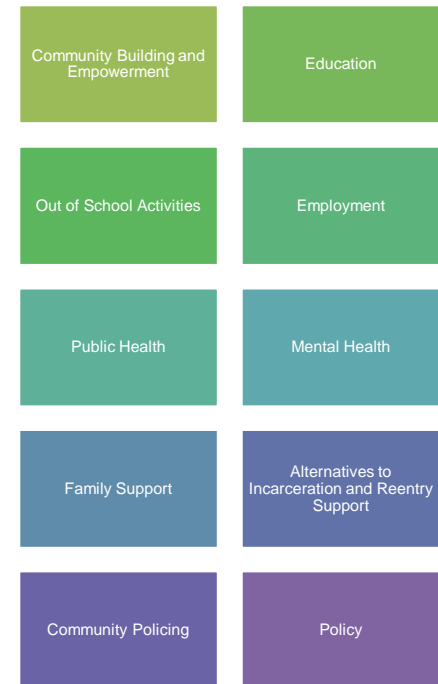 Community Building and
Empowerment
Education
Out of School Activities
Employment
Public Health
Mental Health
Family Support
Alternatives to
Incarceration and Reentry
Support
Community Policing
Policy